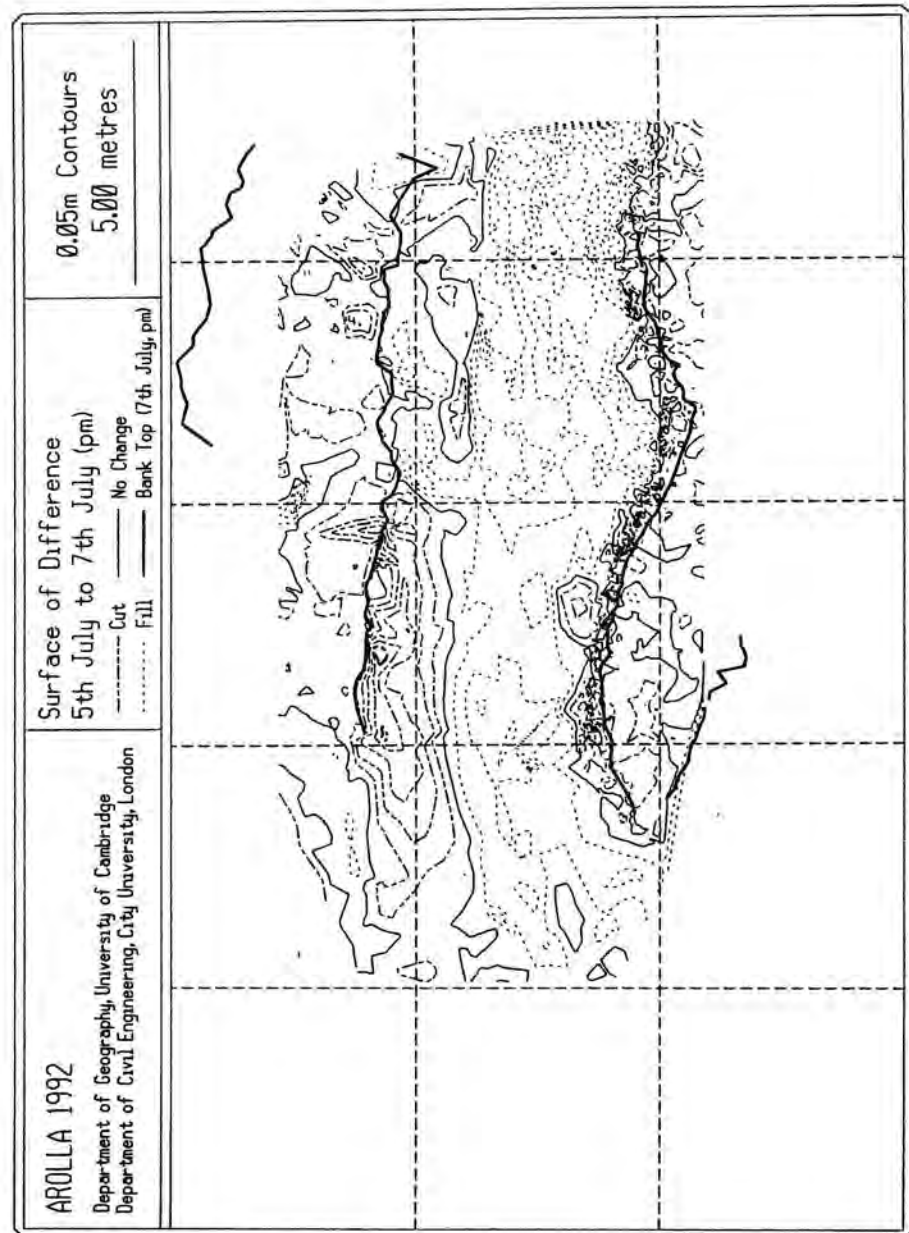 AROLLA 1992
Department of Geography, University of Cambridge
Department of Civil Engineering, City University, London
Surface of Difference
5th July to 7th July (pm)
Cut
No Change
Fill
Bank Top (7th July, pm)
0.05m Contours
5.00 metres